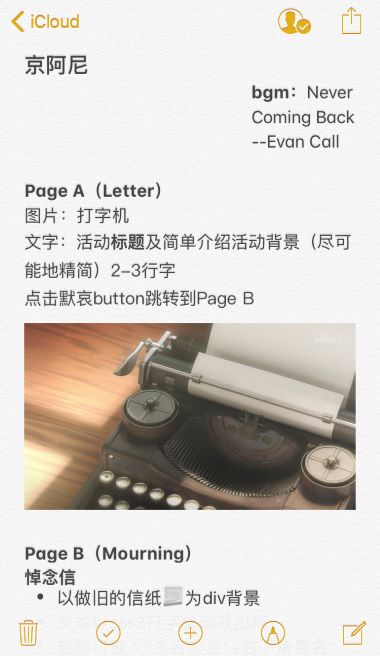 iCloud
京阿尼
bgm：Never
Coming Back
--Evan Call
Page A（Letter）
图片：打字机
文字：活动标题及简单介绍活动背景（尽可
能地精简）2-3行字
点击默哀button跳转到Page B
Page B（Mourning）
悼念信
• 以做旧的信纸为div背景